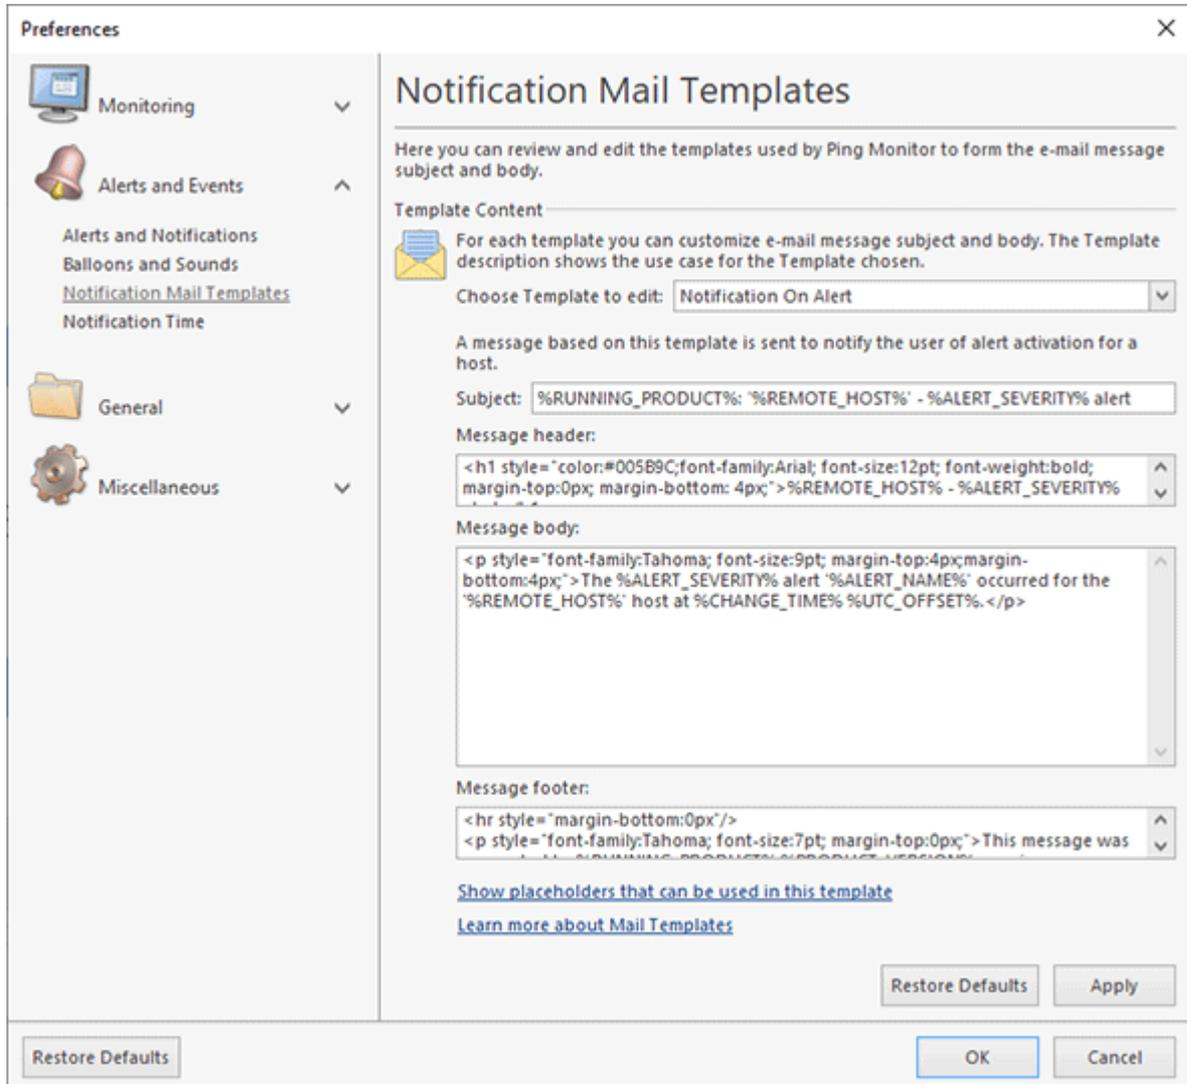 Preferences
Monitoring
Alerts and Events
Alerts and Notifications
Balloons and Sounds
Notification Mail Templates
Notification Time
General
Miscellaneous
Notification Mail Templates
Here you can review and edit the templates used by Ping Monitor to form the e-mail message
subject and body.
Template Content
For each template you can customize e-mail message subject and body. The Template
description shows the use case for the Template chosen.
Choose Template to edit: Notification On Alert
A message based on this template is sent to notify the user of alert activation for a
host.
Subject: %RUNNING_PRODUCT%: '%REMOTE_HOST%' - %ALERT_SEVERITY% alert
Message header:
<h1 style="color:#005B9C;font-family:Arial; font-size:12pt; font-weight:bold;
margin-top:0px; margin-bottom: 4px;">%REMOTE_HOST% - %ALERT_SEVERITY%
Message body:
<p style="font-family:Tahoma; font-size:9pt; margin-top:4px;margin-
bottom:4px;">The %ALERT_SEVERITY% alert '%ALERT_NAME%' occurred for the
'%REMOTE_HOST%' host at %CHANGE_TIME% %UTC_OFFSET%.</p>
Message footer:
<hr style="margin-bottom:0px"/>
<p style="font-family:Tahoma; font-size:7pt; margin-top:0px;">This message was
%RUNNING_PRODUCT% %PRODUCT_VERSION%
Show placeholders that can be used in this template
Learn more about Mail Templates
Restore Defaults
Apply
Restore Defaults
OK
Cancel